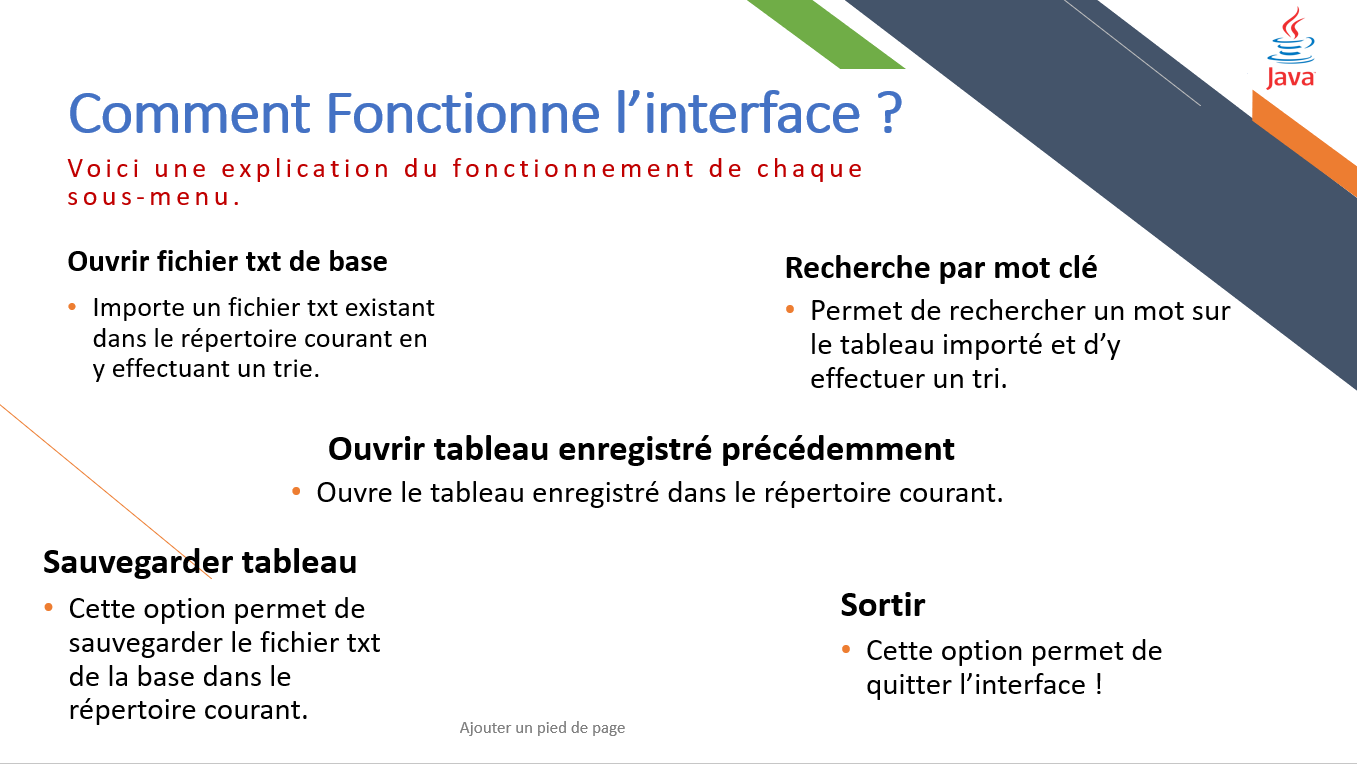 Java
Comment Fonctionne l’interface ?
Voici une explication du fonctionnement de chaque
sous-menu.
Ouvrir fichier txt de base
• Importe un fichier txt existant
dans le répertoire courant en
y effectuant un trie.
Recherche par mot clé
• Permet de rechercher un mot sur
le tableau importé et d’y
effectuer un tri.
Ouvrir tableau enregistré précédemment
• Ouvre le tableau enregistré dans le répertoire courant.
Sauvegarder tableau
• Cette option permet de
sauvegarder le fichier txt
de la base dans le
répertoire courant.
Sortir
• Cette option permet de
quitter l’interface !
Ajouter un pied de page